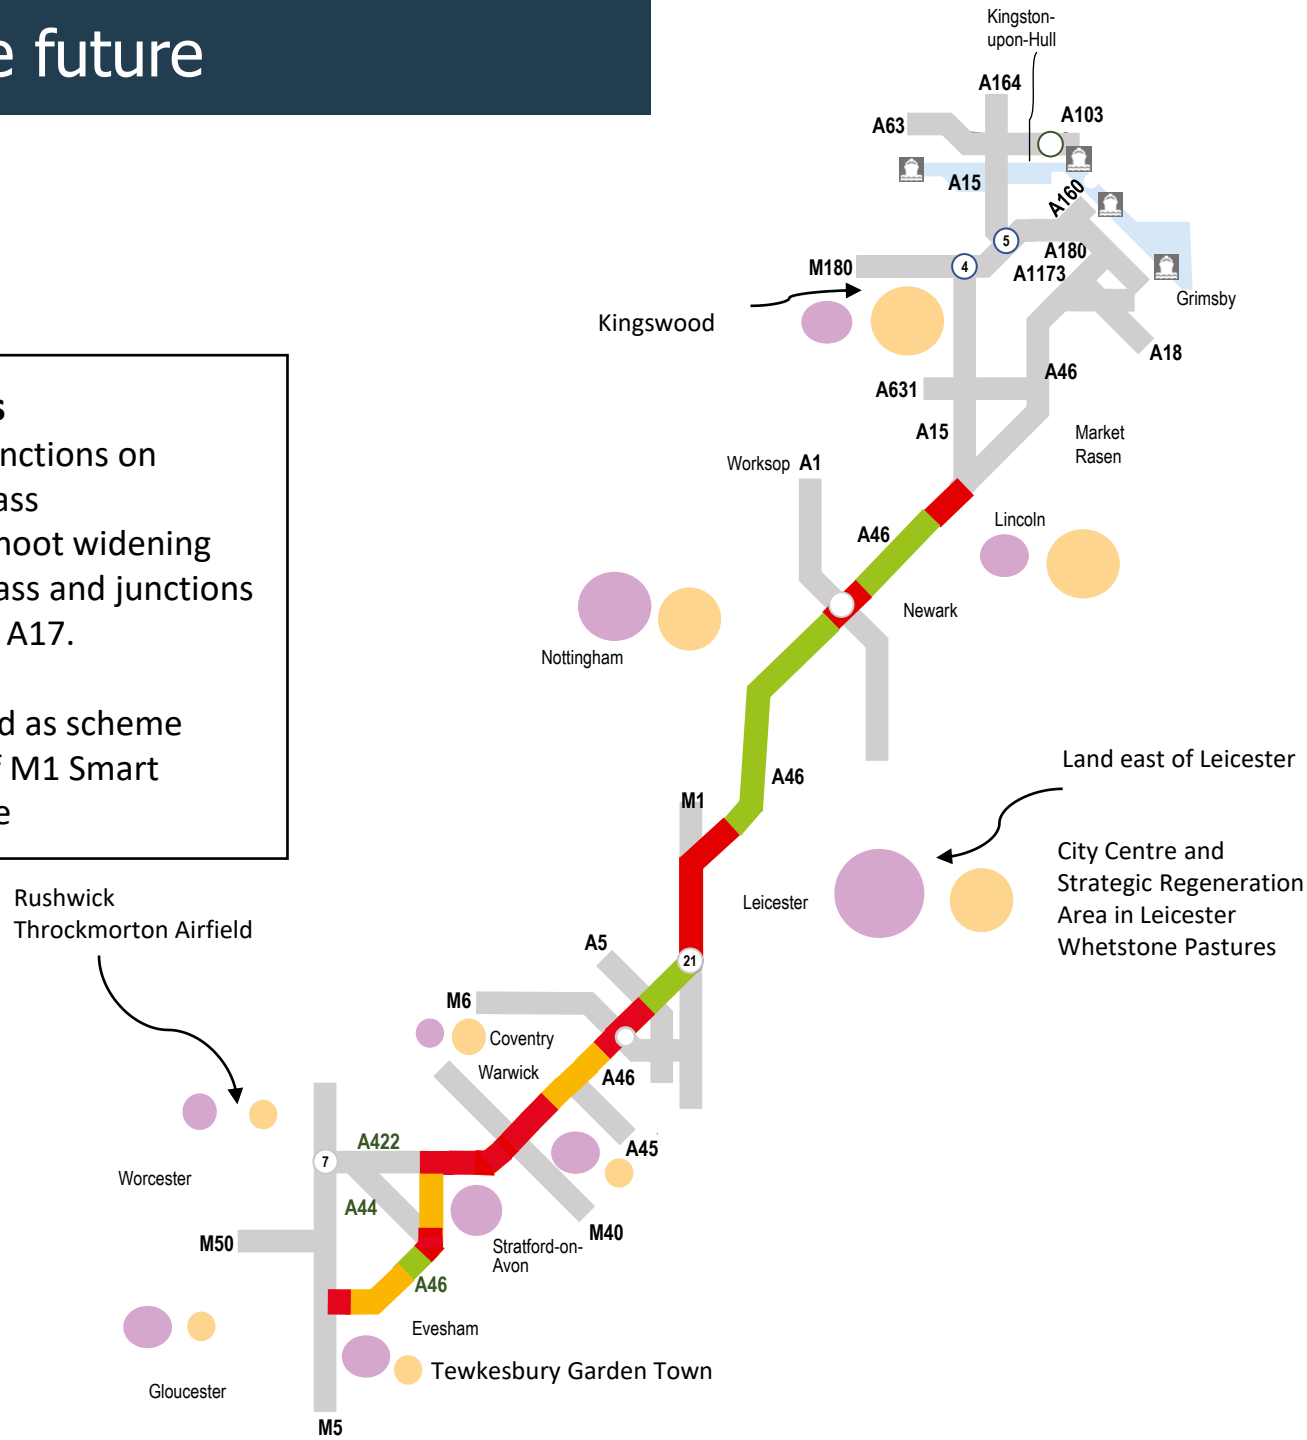 e future
Kingston-
upon-Hull
A164
A63
A103
A15
A160
5
A180
M180
4
A1173
Grimsby
Kingswood
A18
A46
A631
A15
Market
Rasen
s
nctions on
ass
noot widening
ass and junctions
A17.
d as scheme
f M1 Smart
e
Worksop A1
Lincoln
A46
Newark
Nottingham
Land east of Leicester
A46
M1
City Centre and
Strategic Regeneration
Area in Leicester
Whetstone Pastures
Leicester
Rushwick
Throckmorton Airfield
A5
21
M6
Coventry
Warwick
A46
A422
A45
7
Worcester
A44
M40
M50
Stratford-on-
Avon
A46
Evesham
Tewkesbury Garden Town
Gloucester
M5